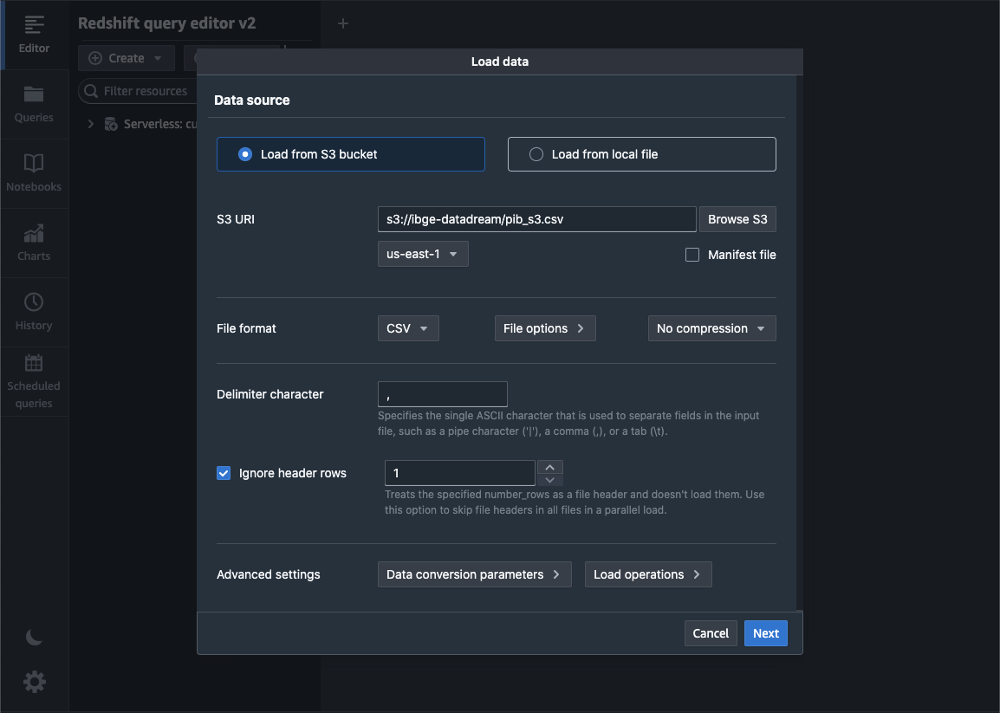 Redshift query editor v2
Editor
Create
Queries
Filter resources
Serverless: cu
Notebooks
Charts
History
Scheduled
queries
Load data
Data source
Load from S3 bucket
Load from local file
S3 URI
s3://ibge-datadream/pib_s3.csv
Browse S3
us-east-1
Manifest file
File format
CSV
File options
No compression
Delimiter character
,
Specifies the single ASCII character that is used to separate fields in the input
file, such as a pipe character ('|'), a comma (,), or a tab (\t).
Ignore header rows
1
Treats the specified number_rows as a file header and doesn't load them. Use
this option to skip file headers in all files in a parallel load.
Advanced settings
Data conversion parameters
Load operations
Cancel
Next